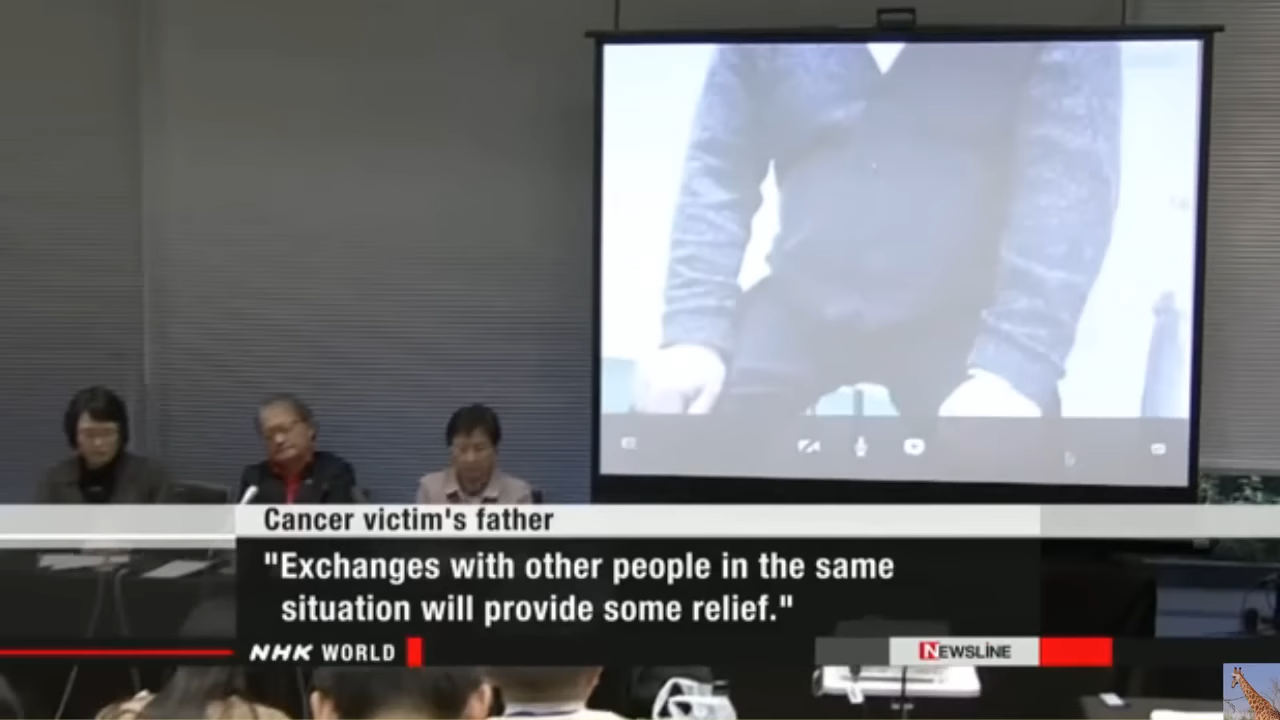 Cancer victim's father
"Exchanges with other people in the same
situation will provide some relief."
NHK WORLD
NEWSLINE